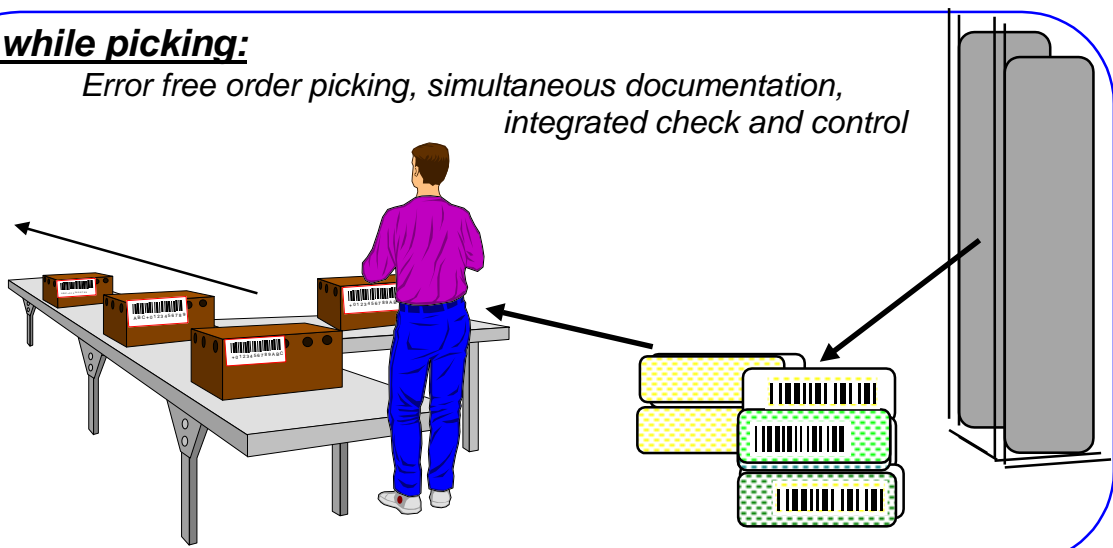 while picking:
Error free order picking, simultaneous documentation,
integrated check and control